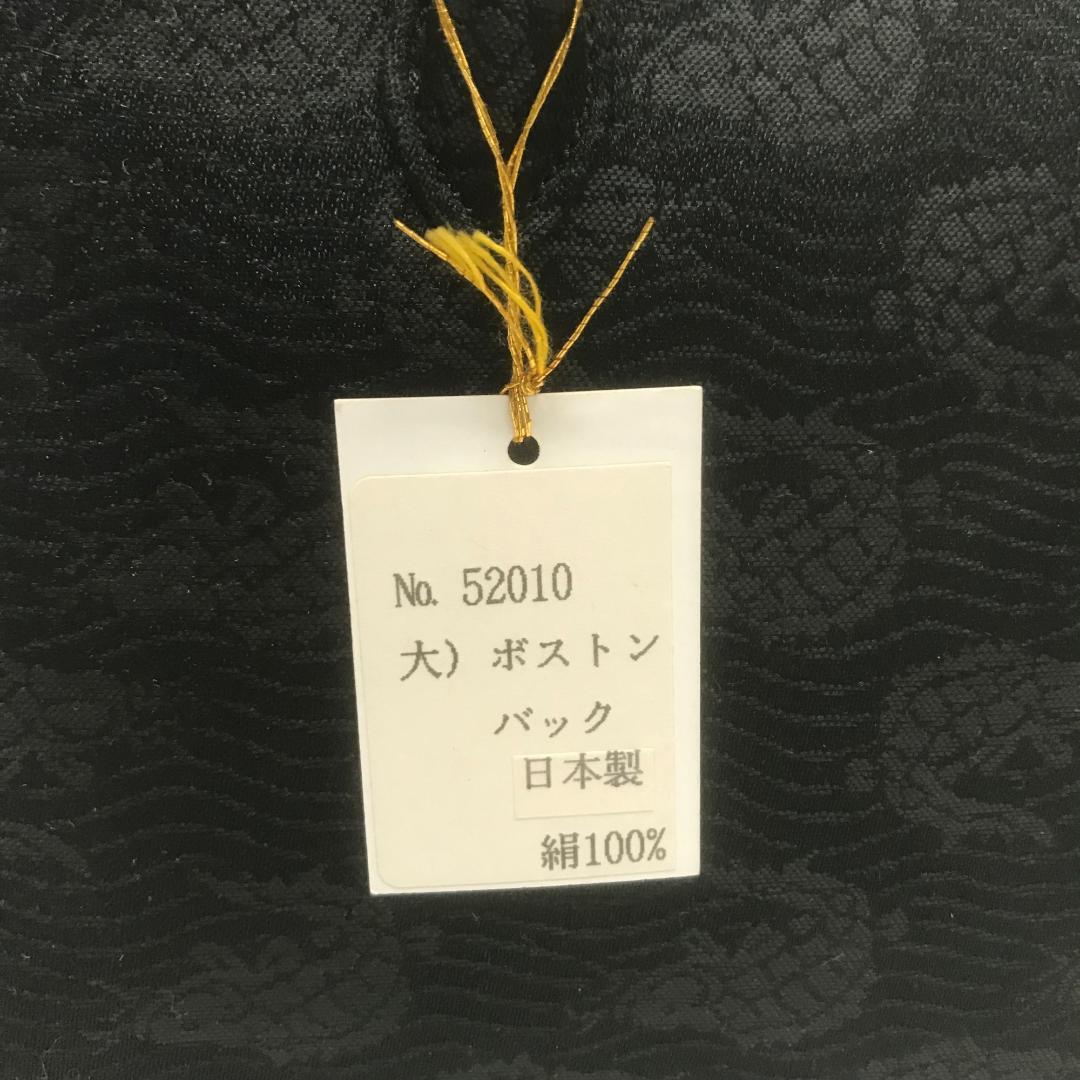 № 52010
大) ボストン
バック
日本製
絹100%